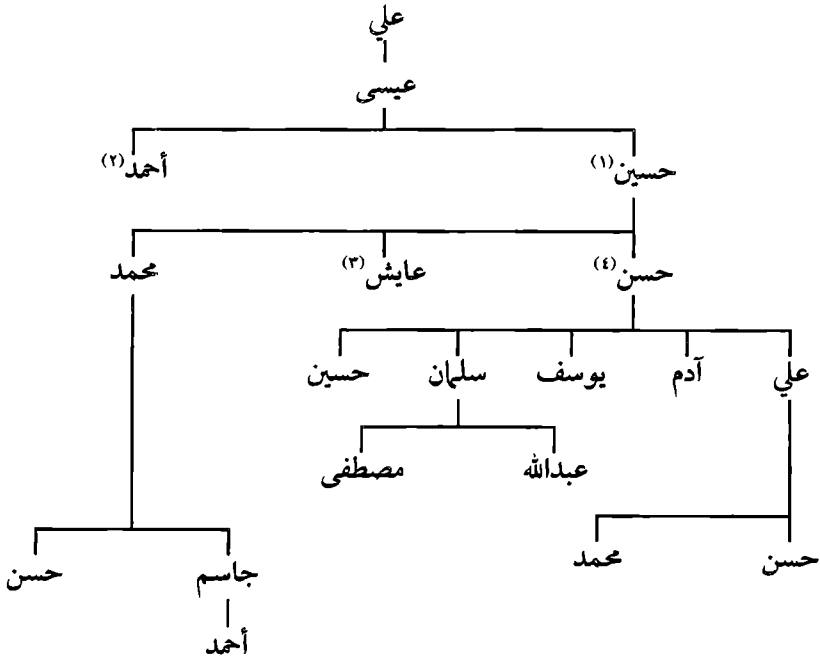 علي
عيسى
حسين (١) أحمد (٢)
حسن (٤) عايش (٣) محمد
علي آدم يوسف سلمان حسين
عبدالله مصطفى
حسن محمد جاسم حسن
أحمد